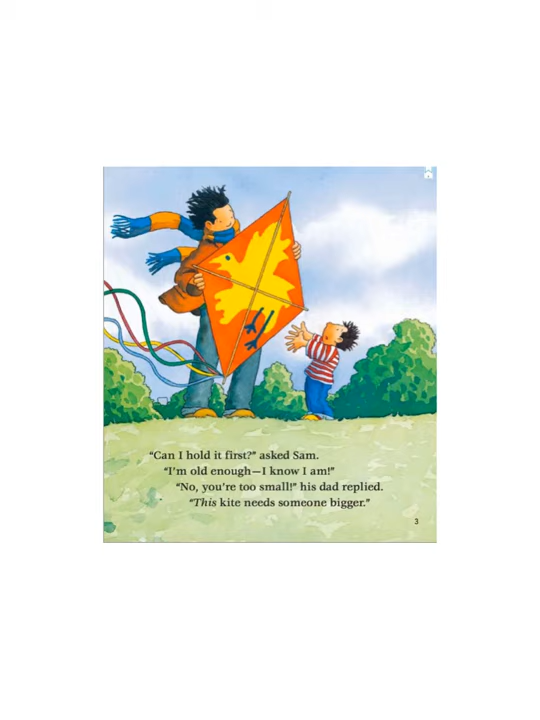 “Can I hold it first?” asked Sam.
“I’m old enough—I know I am!”
“No, you’re too small!” his dad replied.
“This kite needs someone bigger.”
3